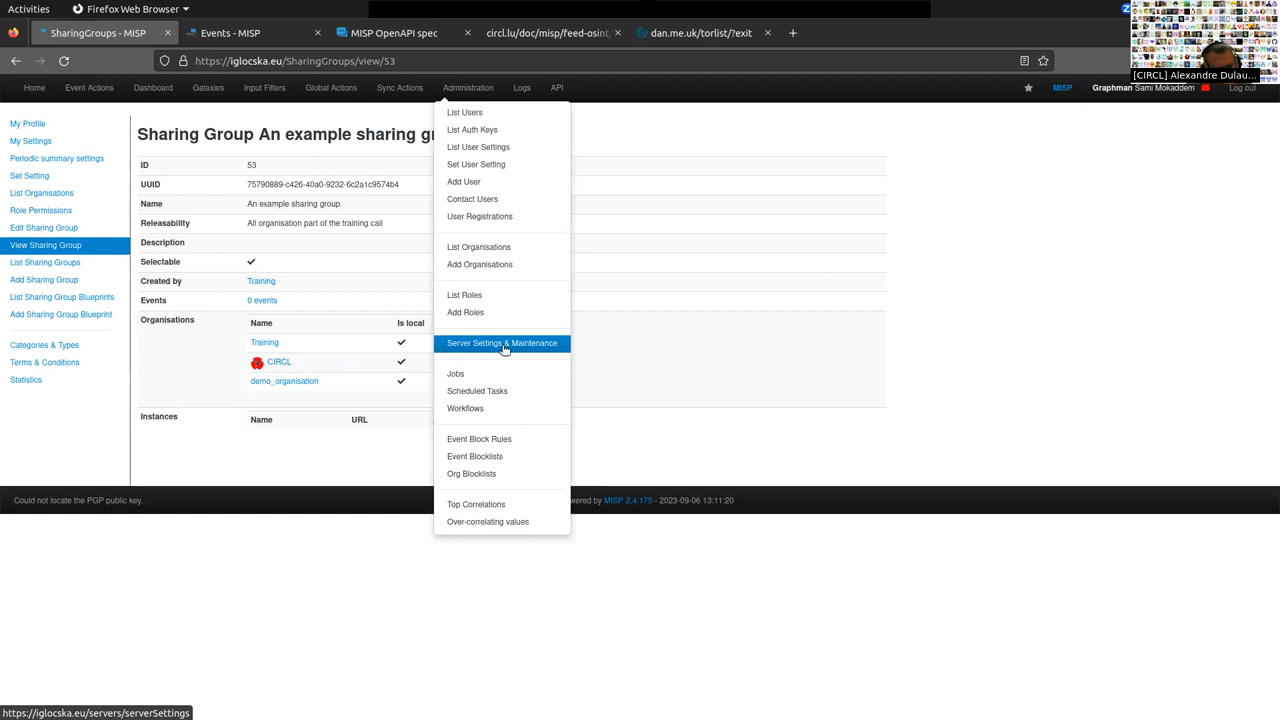 Activities
Firefox Web Browser
SharingGroups - MISP
Events - MISP
MISP OpenAPI spec
circl.lu/doc/misp/feed-osint/
dan.me.uk/torlist/?exit
https://iglocska.eu/SharingGroups/view/53
[CIRCL] Alexandre Dulau...
Home
Event Actions
Dashboard
Galaxies
Input Filters
Global Actions
Sync Actions
Administration
Logs
API
MISP
Graphman Sami Mokaddem
Log out
My Profile
My Settings
Periodic summary settings
Set Setting
List Organisations
Role Permissions
Edit Sharing Group
View Sharing Group
List Sharing Groups
Add Sharing Group
List Sharing Group Blueprints
Add Sharing Group Blueprint
Categories & Types
Terms & Conditions
Statistics
Sharing Group An example sharing gr
ID 53
UUID 75790889-c426-40a0-9232-6c2a1c9574b4
Name An example sharing group
Releasability All organisation part of the training call
Description
Selectable
Created by Training
Events 0 events
Organisations Name Is local
Training
CIRCL
demo_organisation
Instances Name URL
List Users
List Auth Keys
List User Settings
Set User Setting
Add User
Contact Users
User Registrations
List Organisations
Add Organisations
List Roles
Add Roles
Server Settings & Maintenance
Jobs
Scheduled Tasks
Workflows
Event Block Rules
Event Blocklists
Org Blocklists
Top Correlations
Over-correlating values
Could not locate the PGP public key.
wered by MISP 2.4.175 - 2023-09-06 13:11:20
https://iglocska.eu/servers/serverSettings